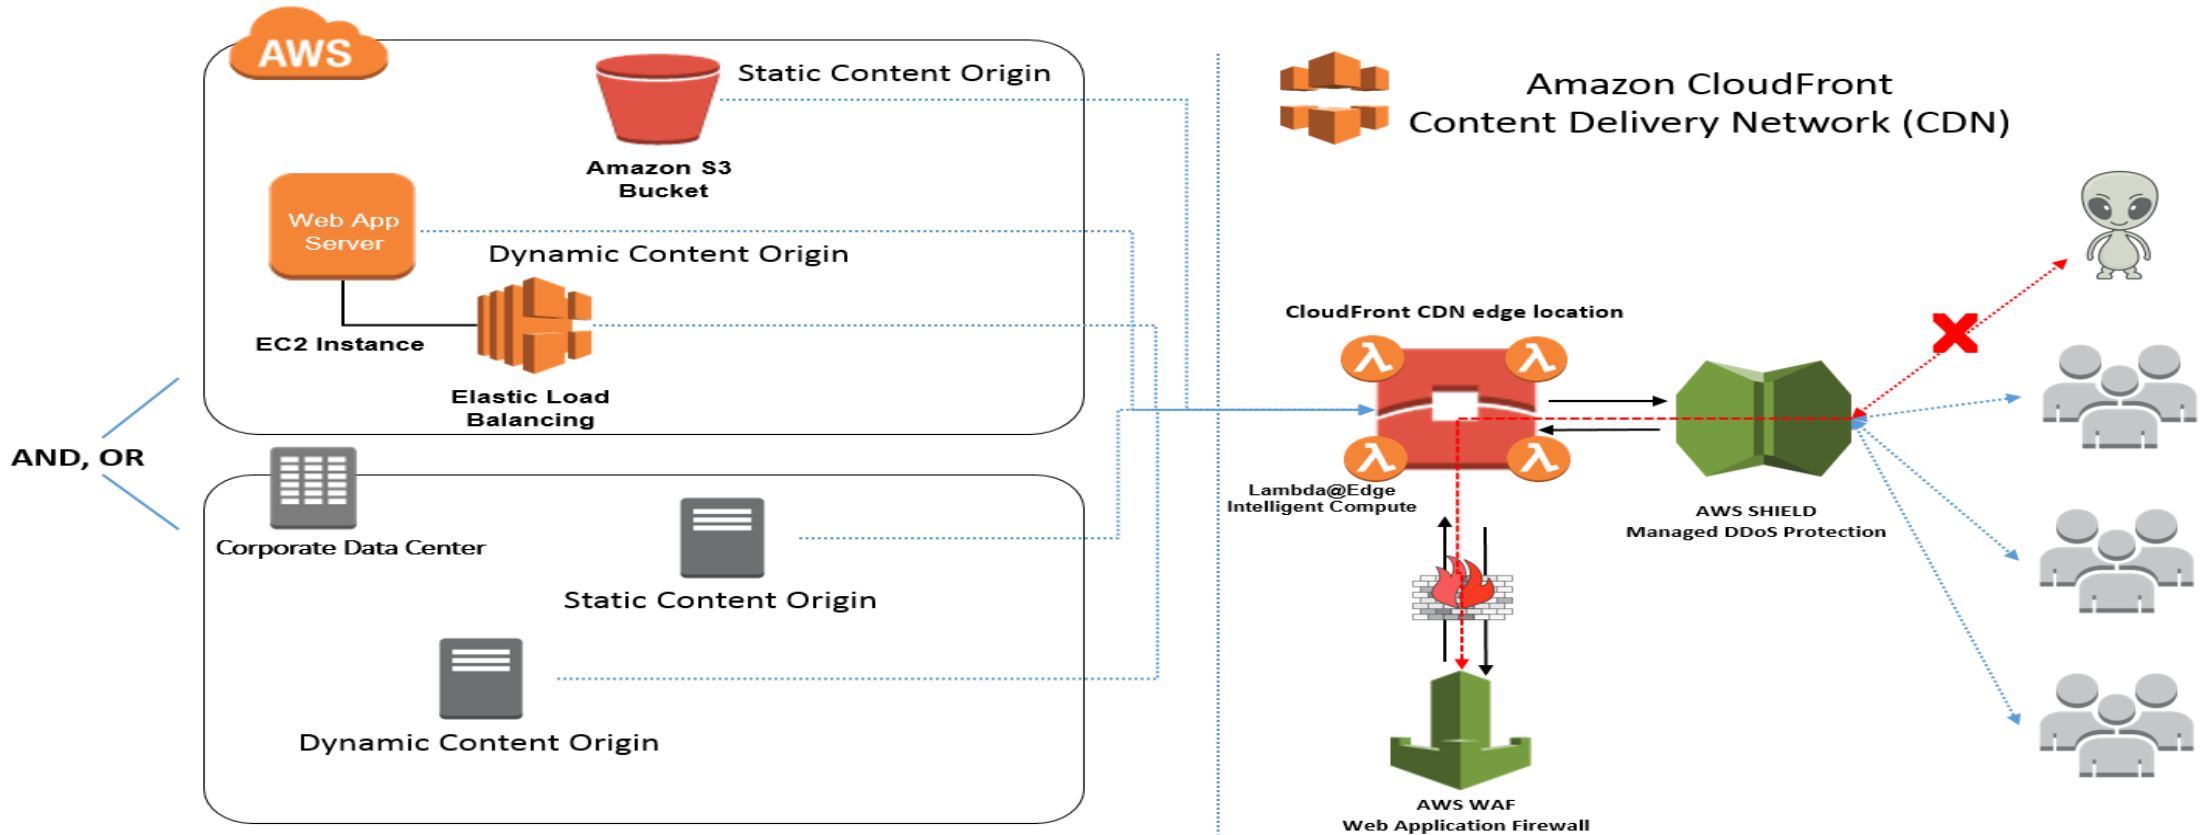 AWS
Static Content Origin
Amazon S3
Bucket
Web App
Server
Dynamic Content Origin
EC2 Instance
Elastic Load
Balancing
AND, OR
Corporate Data Center
Static Content Origin
Dynamic Content Origin
Amazon CloudFront
Content Delivery Network (CDN)
CloudFront CDN edge location
λ
λ
λ
λ
Lambda@Edge
Intelligent Compute
AWS SHIELD
Managed DDoS Protection
AWS WAF
Web Application Firewall